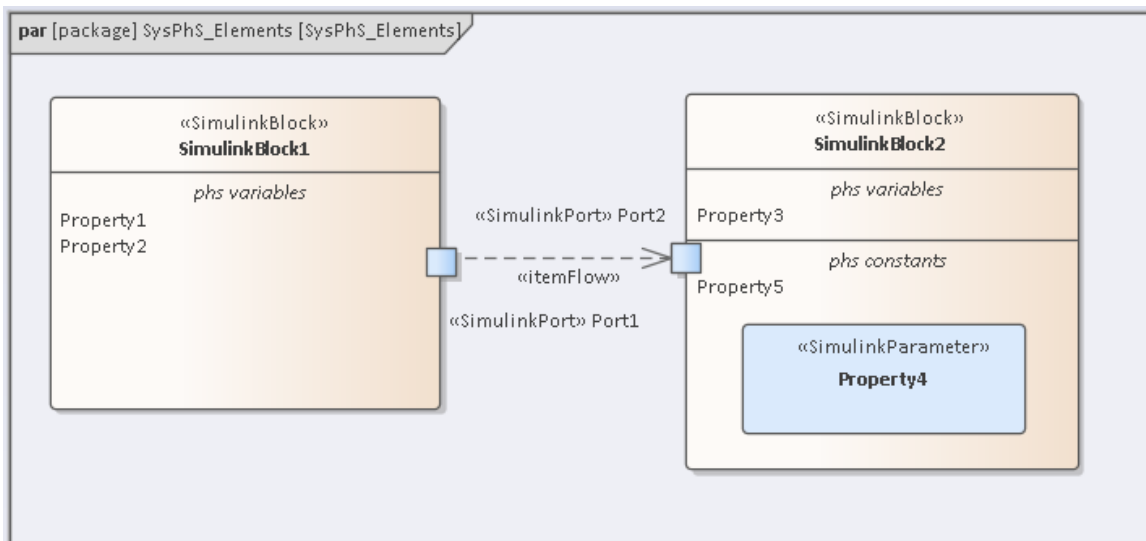 par [package] SysPhS_Elements [SysPhS_Elements]
«SimulinkBlock»
SimulinkBlock1
phs variables
Property1
Property2
«SimulinkPort» Port2
«itemFlow»
«SimulinkPort» Port1
«SimulinkBlock»
SimulinkBlock2
phs variables
Property3
phs constants
Property5
«SimulinkParameter»
Property4